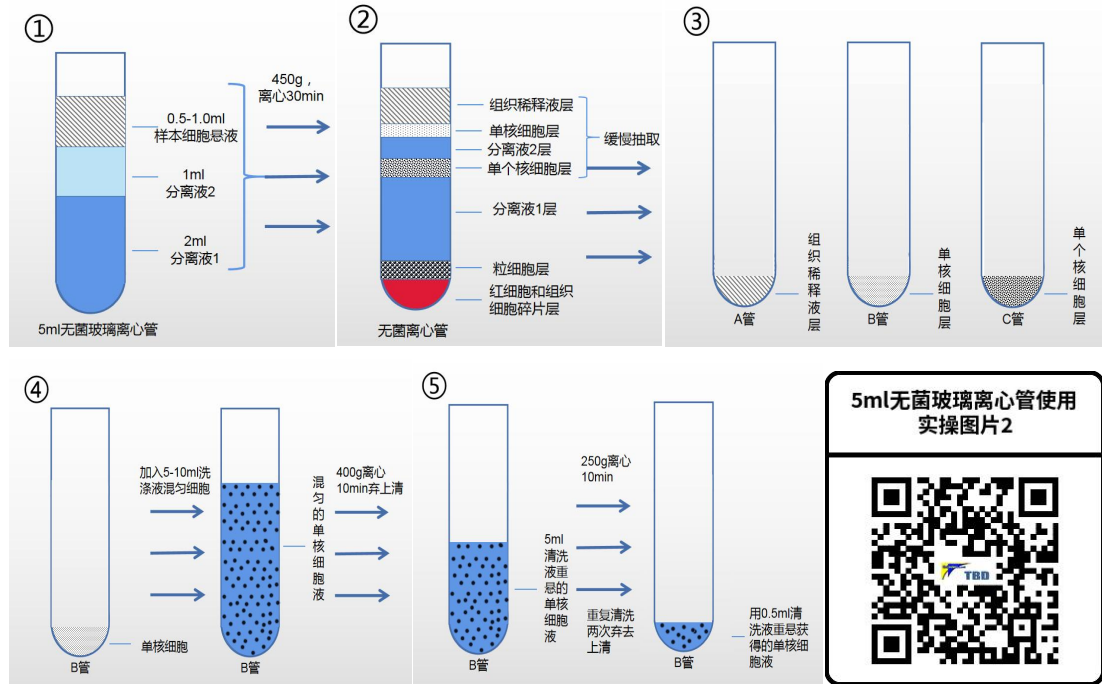 ①
450g，
离心30min
0.5-1.0ml
样本细胞悬液
1ml
分离液2
2ml
分离液1
5ml无菌玻璃离心管
②
组织稀释液层
单核细胞层
分离液2层
单个核细胞层
缓慢抽取
分离液1层
粒细胞层
红细胞和组织
细胞碎片层
无菌离心管
③
组织稀释液层
A管
单核细胞层
B管
单个核细胞层
C管
④
加入5-10ml洗
涤液混匀细胞
单核细胞
B管
混匀的单核细胞液
B管
400g离心
10min弃上清
⑤
5ml
清洗
液重
悬的
单核
细胞
液
B管
250g离心
10min
重复清洗
两次弃去
上清
用0.5ml清
洗液重悬获
得的单核细
胞液
B管
5ml无菌玻璃离心管使用
实操图片2
TBD